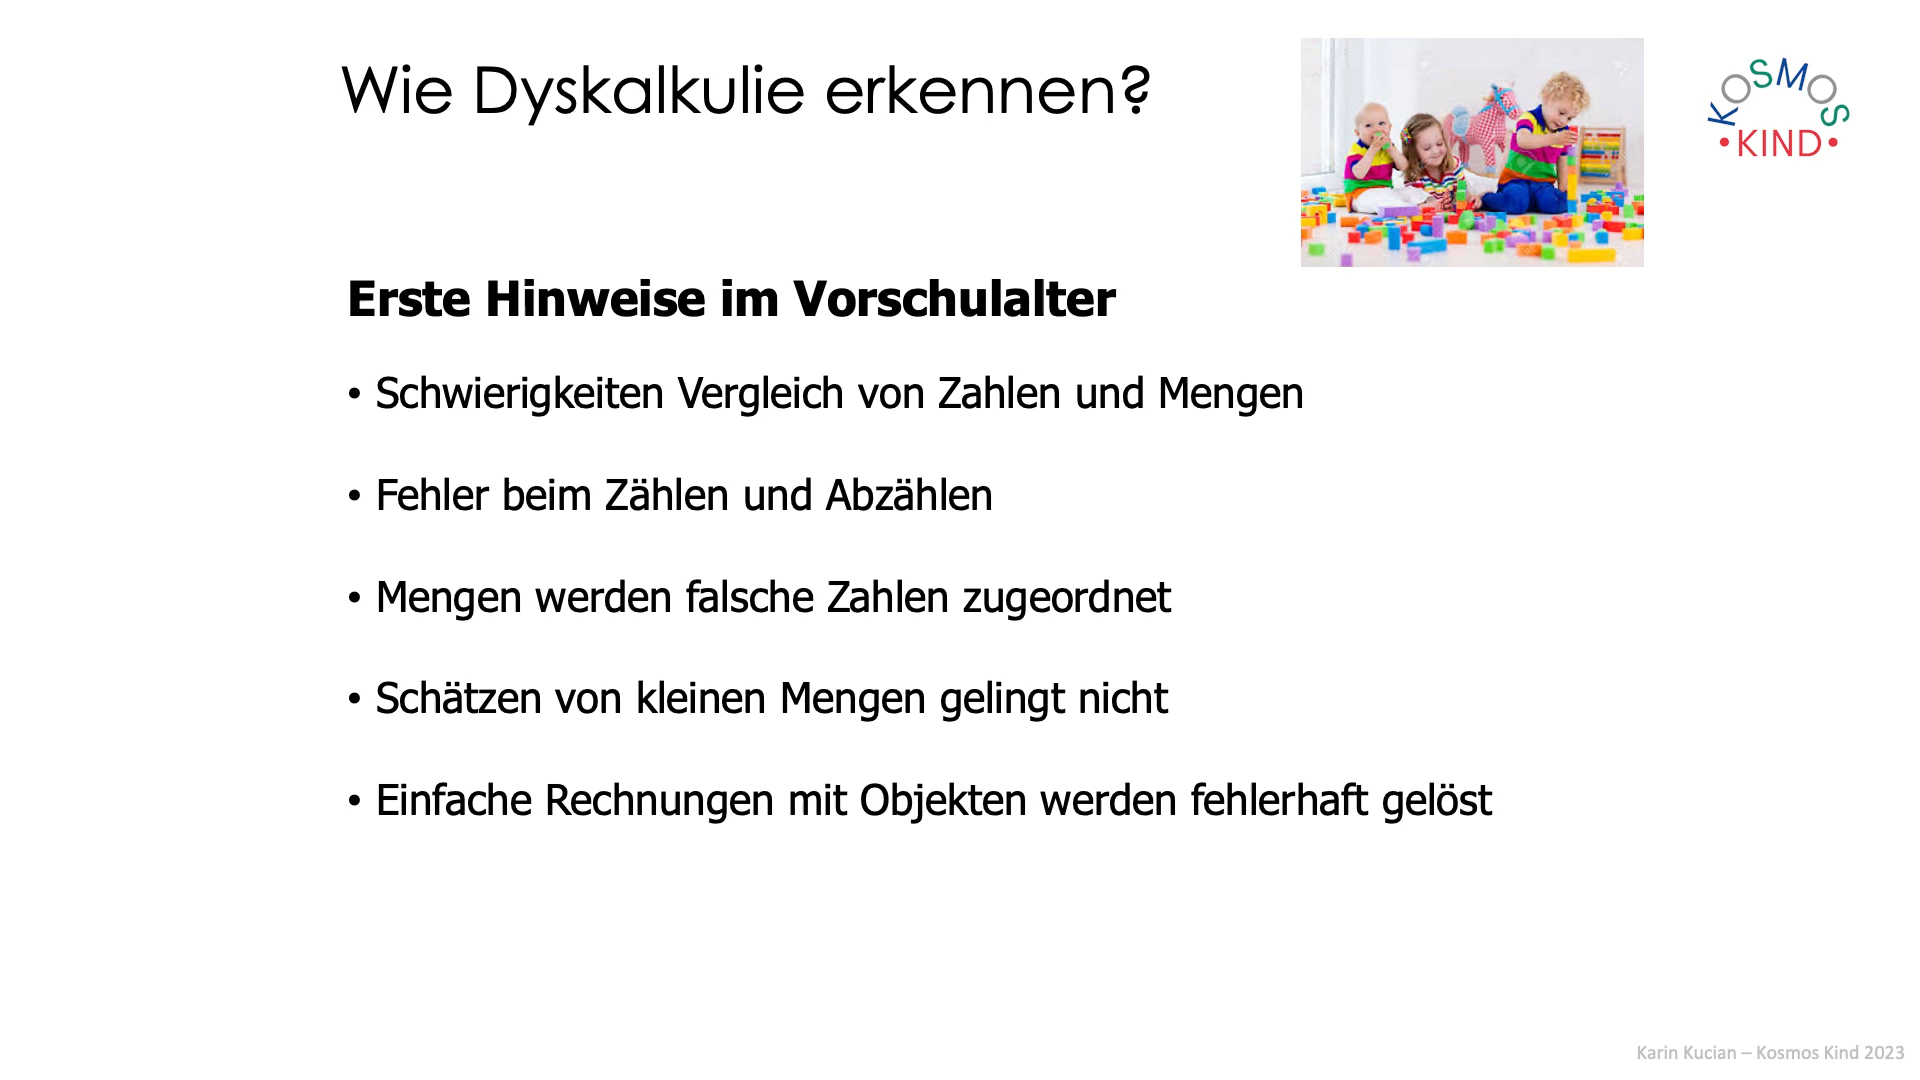 Wie Dyskalkulie erkennen?
KOSMOS
•KIND•
Erste Hinweise im Vorschulalter
• Schwierigkeiten Vergleich von Zahlen und Mengen
• Fehler beim Zählen und Abzählen
• Mengen werden falsche Zahlen zugeordnet
• Schätzen von kleinen Mengen gelingt nicht
• Einfache Rechnungen mit Objekten werden fehlerhaft gelöst
Karin Kucian – Kosmos Kind 2023